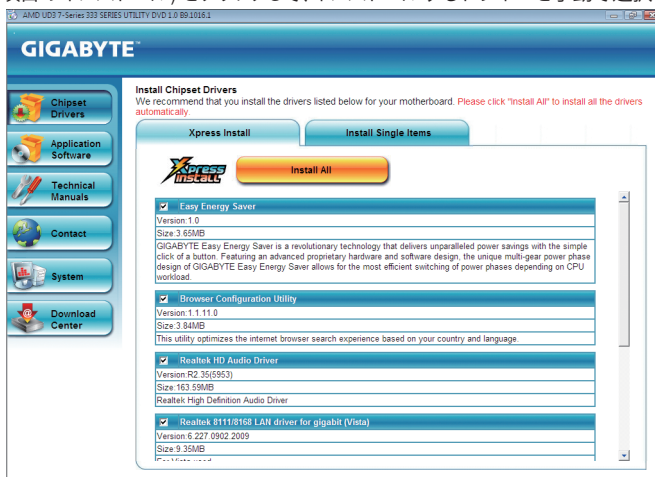 AMD UD3 7-Series 333 SERIES UTILITY DVD 1.0 B9.1016.1
GIGABYTE™
Chipset
Drivers
Application
Software
Technical
Manuals
Contact
System
Download
Center
Install Chipset Drivers
We recommend that you install the drivers listed below for your motherboard. Please click "Install All" to install all the drivers
automatically.
Xpress Install
Install Single Items
Xpress
Install
Install All
Easy Energy Saver
Version:1.0
Size:3.65MB
GIGABYTE Easy Energy Saver is a revolutionary technology that delivers unparalleled power savings with the simple
click of a button. Featuring an advanced proprietary hardware and software design, the unique multi-gear power phase
design of GIGABYTE Easy Energy Saver allows for the most efficient switching of power phases depending on CPU
workload.
Browser Configuration Utility
Version:1.1.11.0
Size:3.84MB
This utility optimizes the internet browser search experience based on your country and language.
Realtek HD Audio Driver
Version:R2.35(5953)
Size:163.59MB
Realtek High Definition Audio Driver
Realtek 8111/8168 LAN driver for gigabit (Vista)
Version:6.227.0902.2009
Size:9.35MB